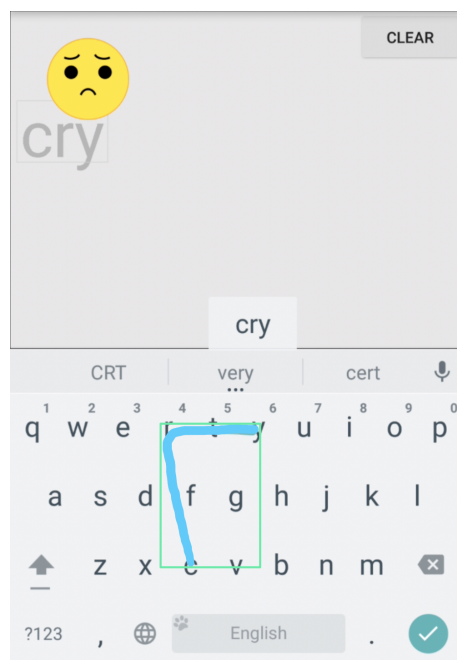 CLEAR
cry
cry
CRT very cert
1 2 3 4 5 6 7 8 9 0
q w e r t y u i o p
a s d f g h j k l
z x c v b n m
?123 , English .